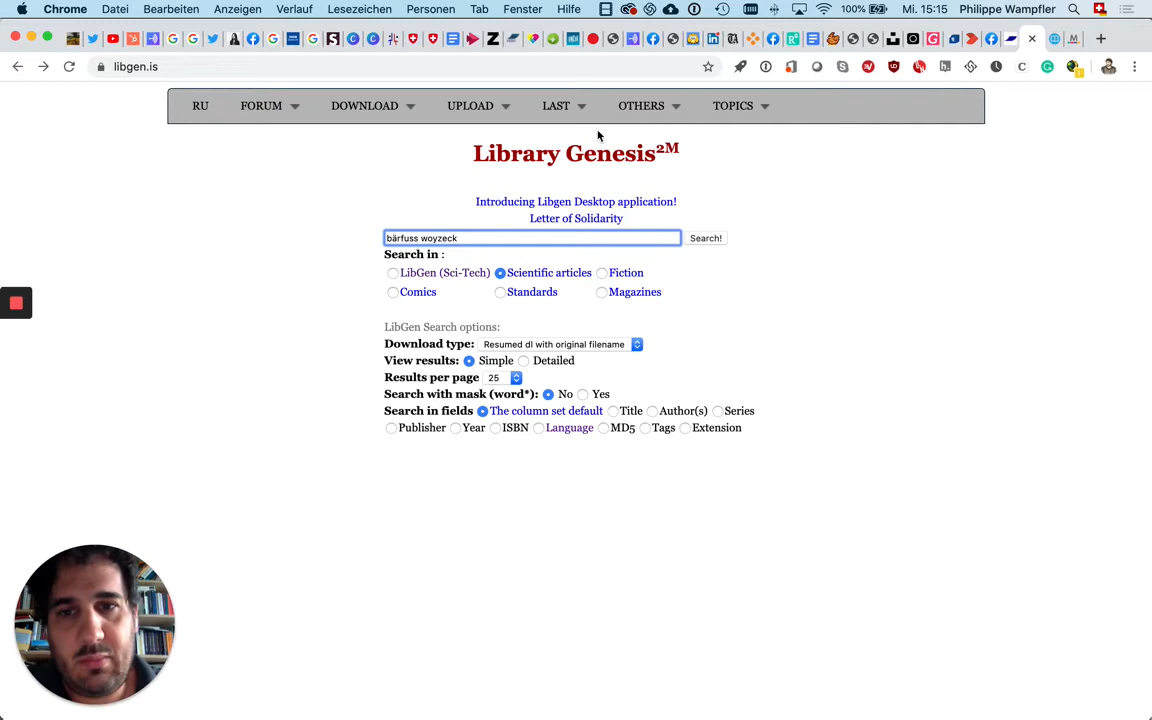 Chrome Datei Bearbeiten Anzeigen Verlauf Lesezeichen Personen Tab Fenster Hilfe 100% Mi. 15:15 Philippe Wampfler
libgen.is
RU FORUM DOWNLOAD UPLOAD LAST OTHERS TOPICS
Library Genesis2M
Introducing Libgen Desktop application!
Letter of Solidarity
bärfuss woyzeck Search!
Search in :
LibGen (Sci-Tech) Scientific articles Fiction
Comics Standards Magazines
LibGen Search options:
Download type: Resumed dl with original filename
View results: Simple Detailed
Results per page 25
Search with mask (word*): No Yes
Search in fields The column set default Title Author(s) Series
Publisher Year ISBN Language MD5 Tags Extension